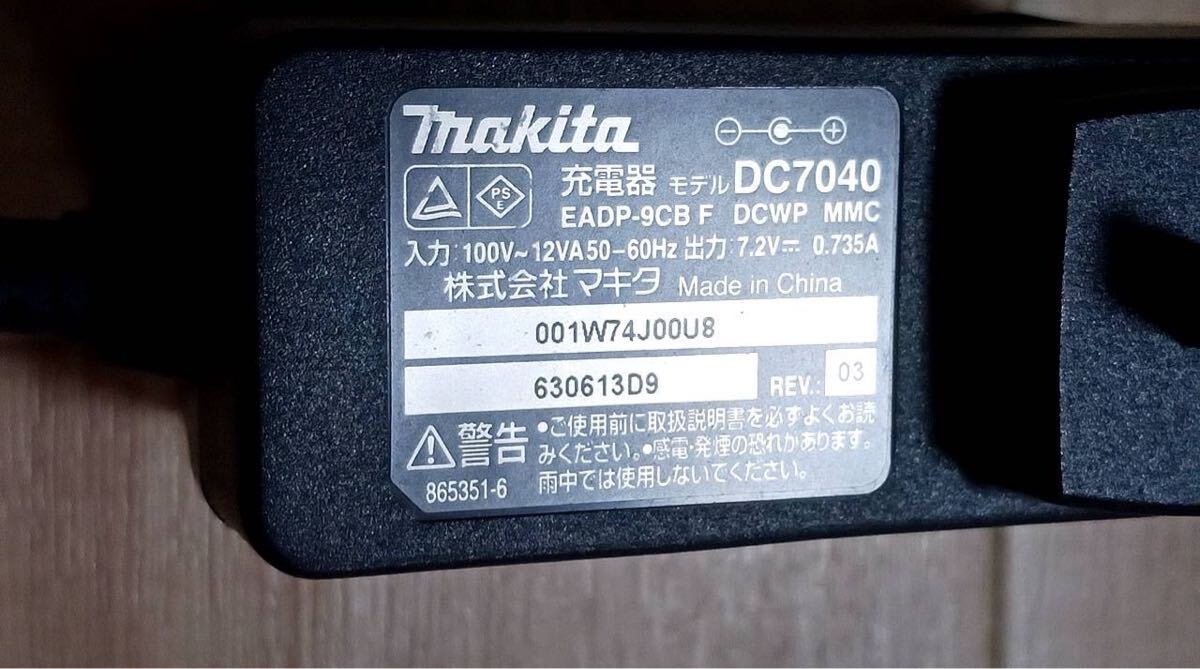 makita
PS
E
充電器 モデル DC7040
EADP-9CB F DCWP MMC
入力:100V~12VA50-60Hz 出力:7.2V⎓ 0.735A
株式会社マキタ Made in China
001W74J00U8
630613D9
REV.: 03
警告
•ご使用前に取扱説明書を必ずよくお読
みください。•感電・発煙の恐れがあります。
雨中では使用しないでください。
865351-6